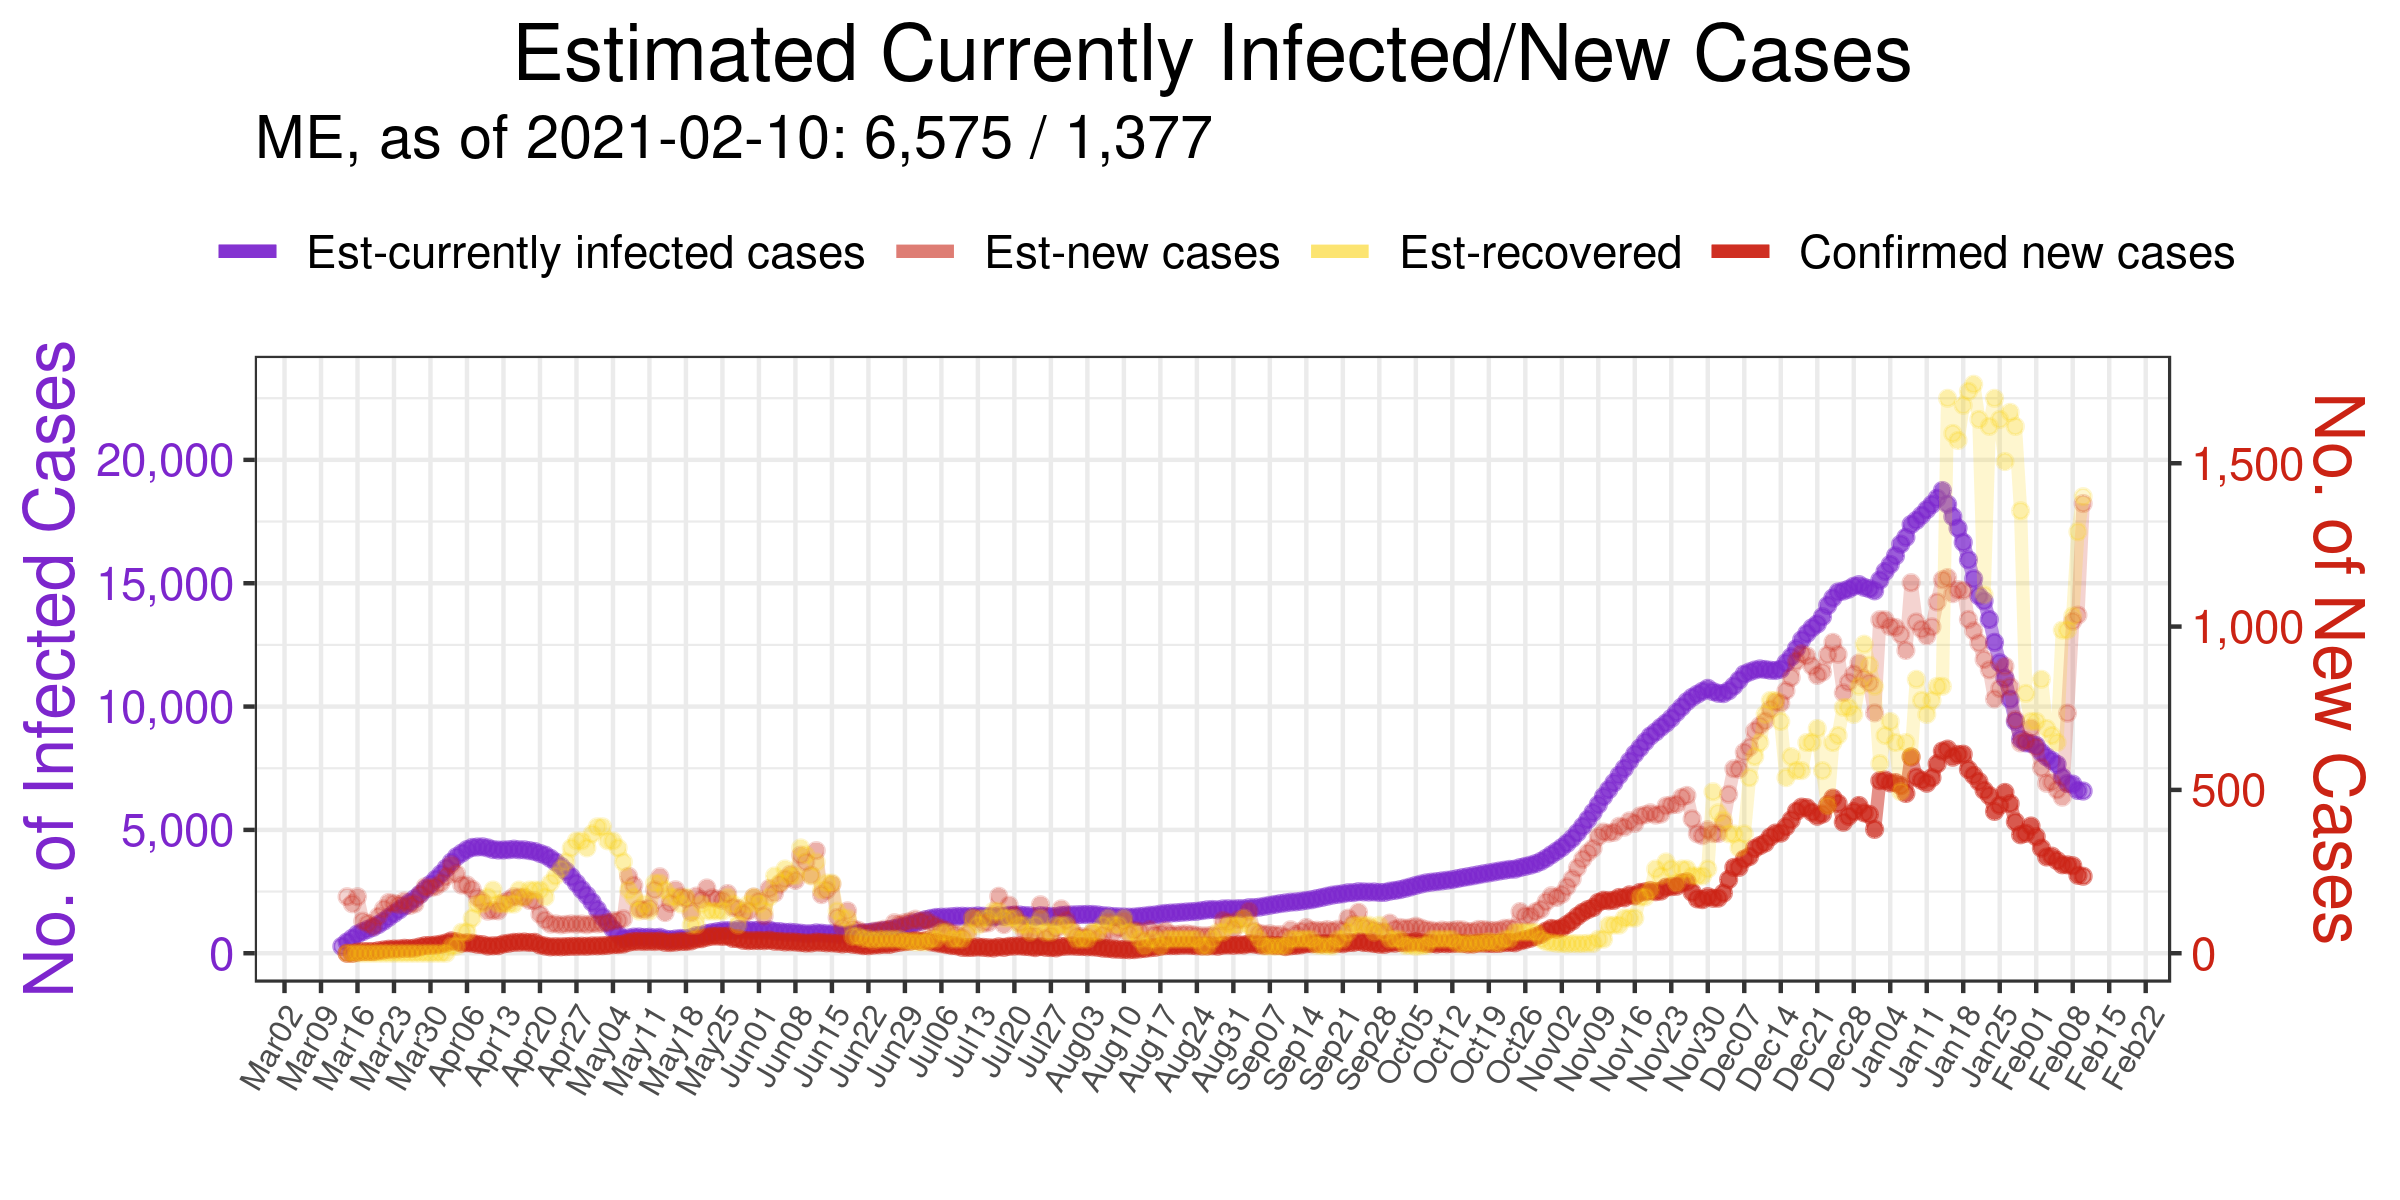 Estimated Currently Infected/New Cases
ME, as of 2021-02-10: 6,575 / 1,377
Est-currently infected cases Est-new cases Est-recovered Confirmed new cases
No. of Infected Cases
20,000
15,000
10,000
5,000
0
No. of New Cases
1,500
1,000
500
0
Mar02
Mar09
Mar16
Mar23
Mar30
Apr06
Apr13
Apr20
Apr27
May04
May11
May18
May25
Jun01
Jun08
Jun15
Jun22
Jun29
Jul06
Jul13
Jul20
Jul27
Aug03
Aug10
Aug17
Aug24
Aug31
Sep07
Sep14
Sep21
Sep28
Oct05
Oct12
Oct19
Oct26
Nov02
Nov09
Nov16
Nov23
Nov30
Dec07
Dec14
Dec21
Dec28
Jan04
Jan11
Jan18
Jan25
Feb01
Feb08
Feb15
Feb22